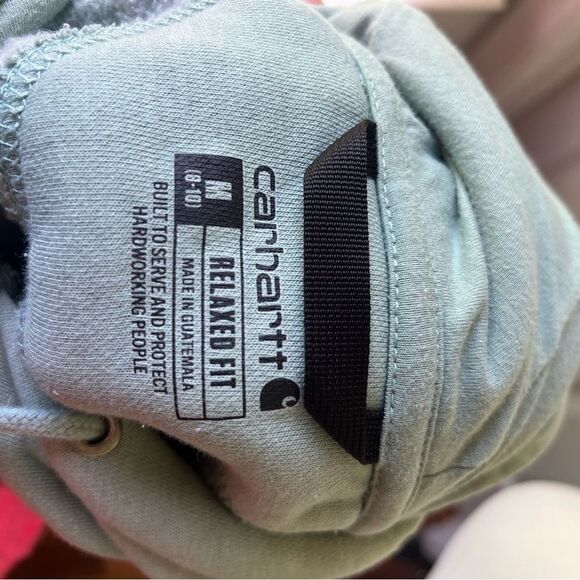 carhartt
M
(8-10)
RELAXED FIT
MADE IN GUATEMALA
BUILT TO SERVE AND PROTECT
HARDWORKING PEOPLE